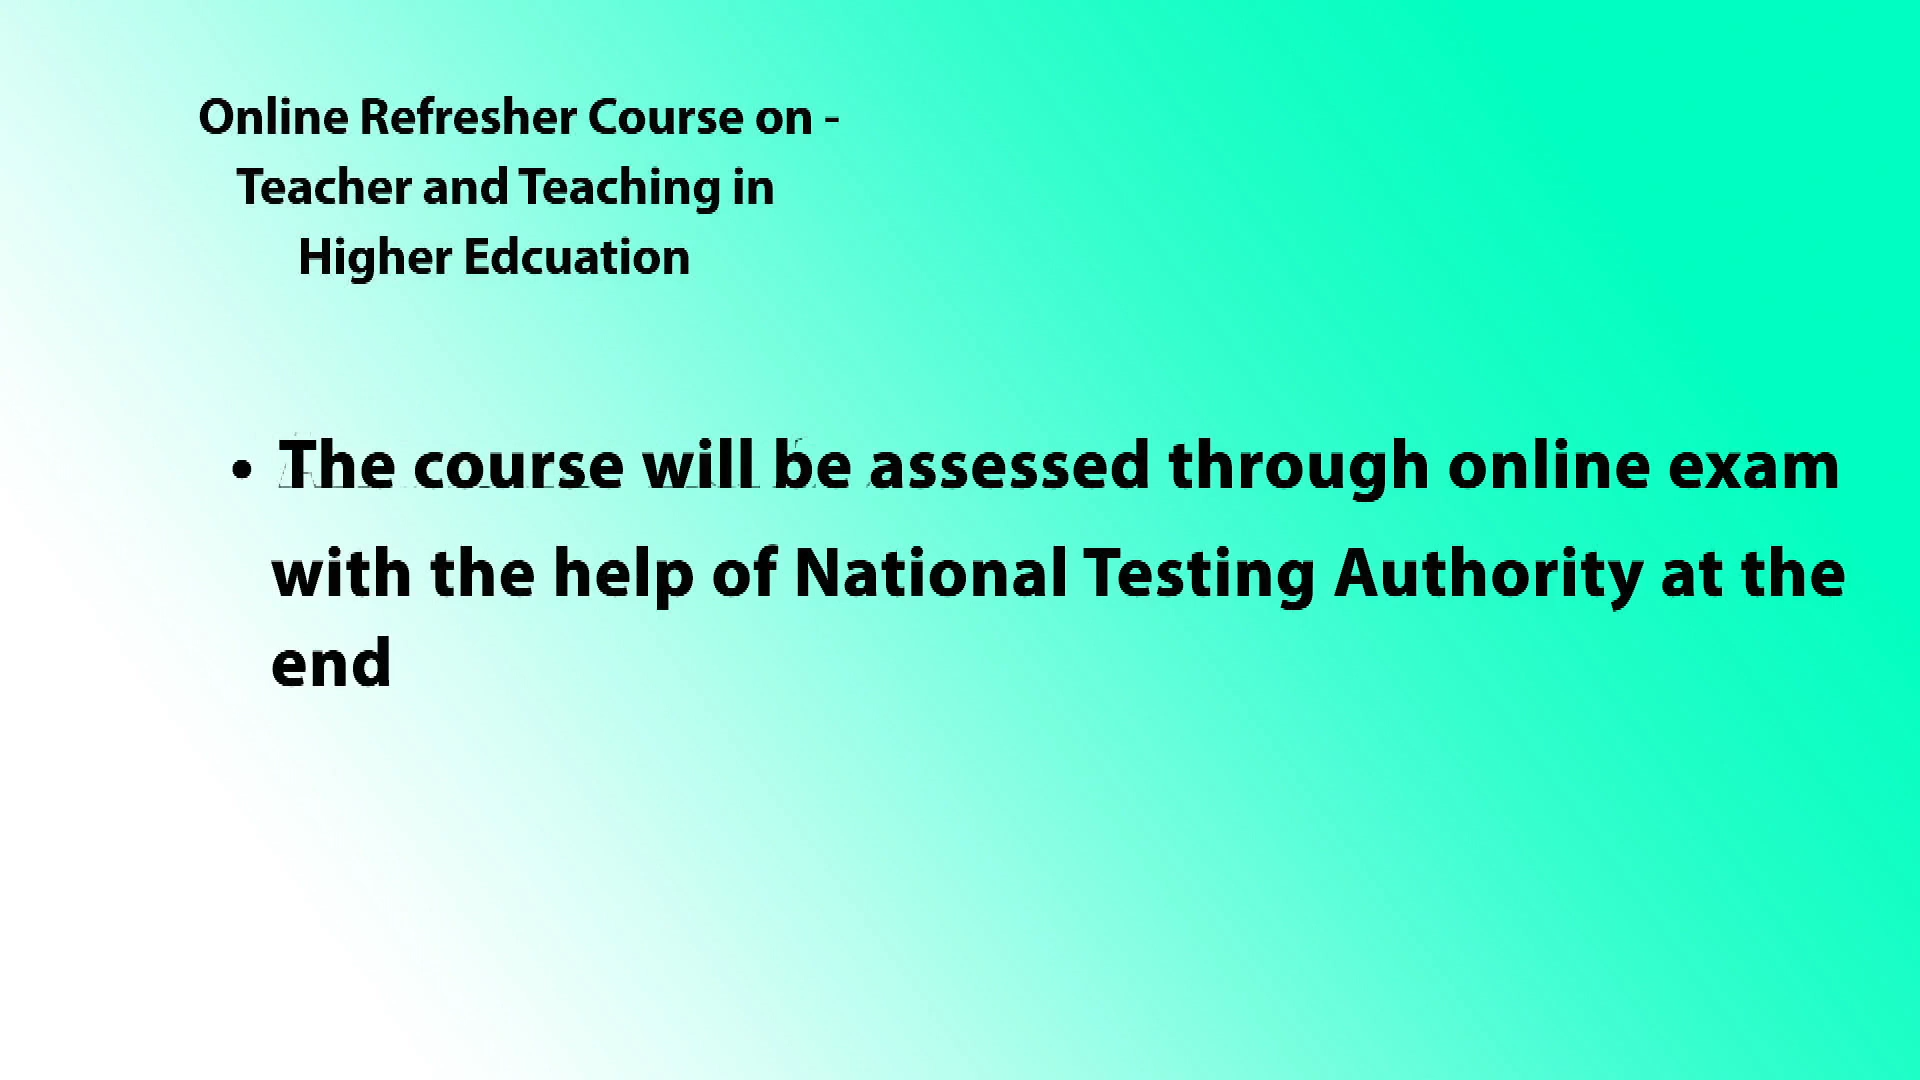 Online Refresher Course on -
Teacher and Teaching in
Higher Edcuation
• The course will be assessed through online exam
with the help of National Testing Authority at the
end